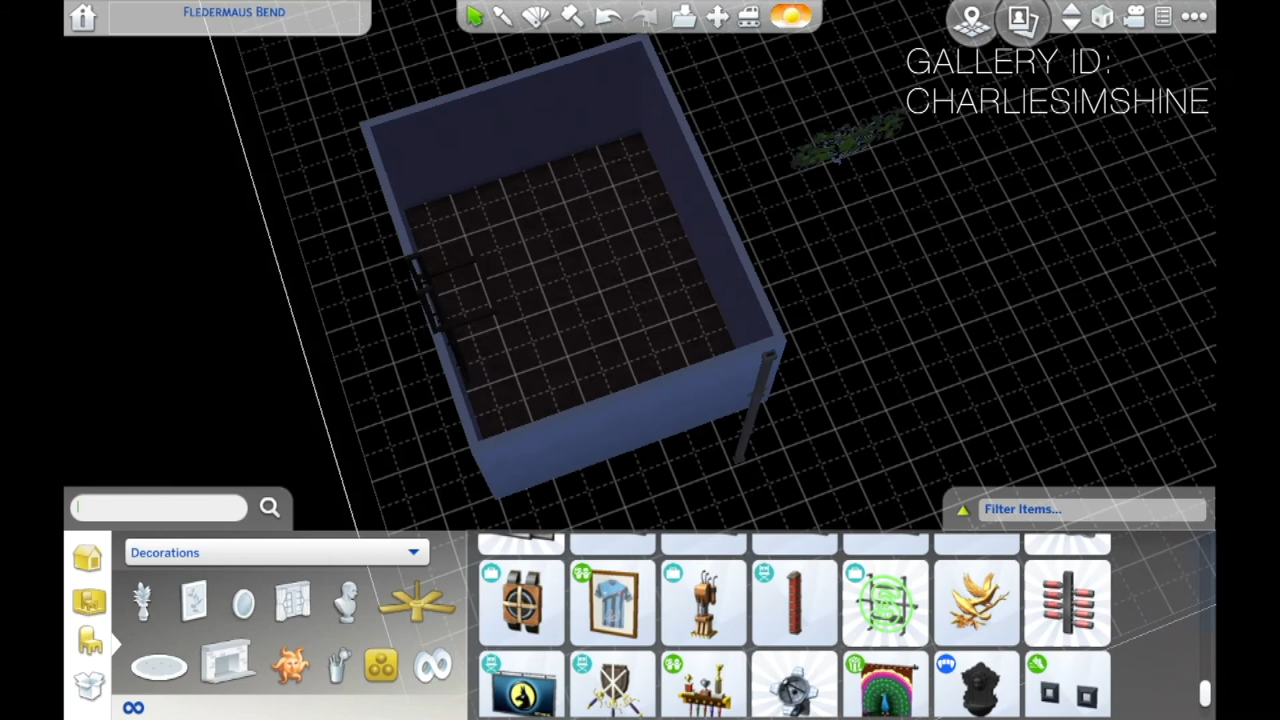 FLEDERMAUS BEND
GALLERY ID:
CHARLIESIMSHINE
Filter Items...
Decorations